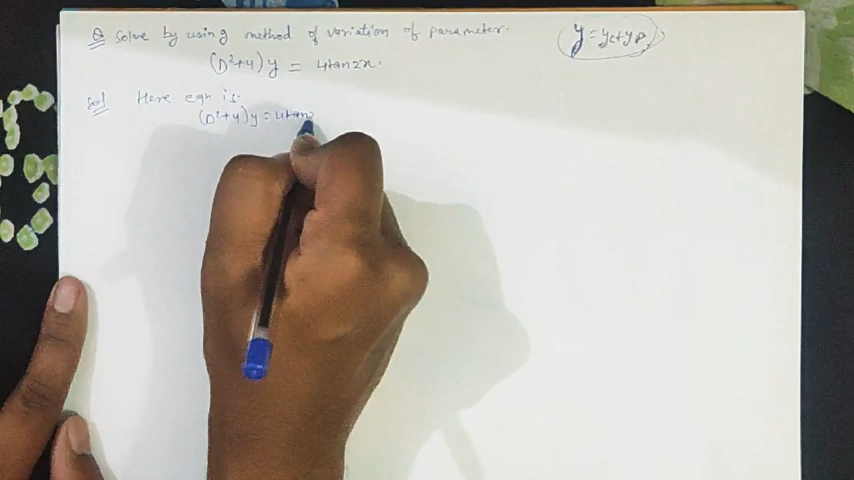 Q Solve by using method of variation of parameter.
y = yc+yp
(D²+4)y = 4tan2x.
Sol Here eqn is.
(D²+4)y = 4tan2